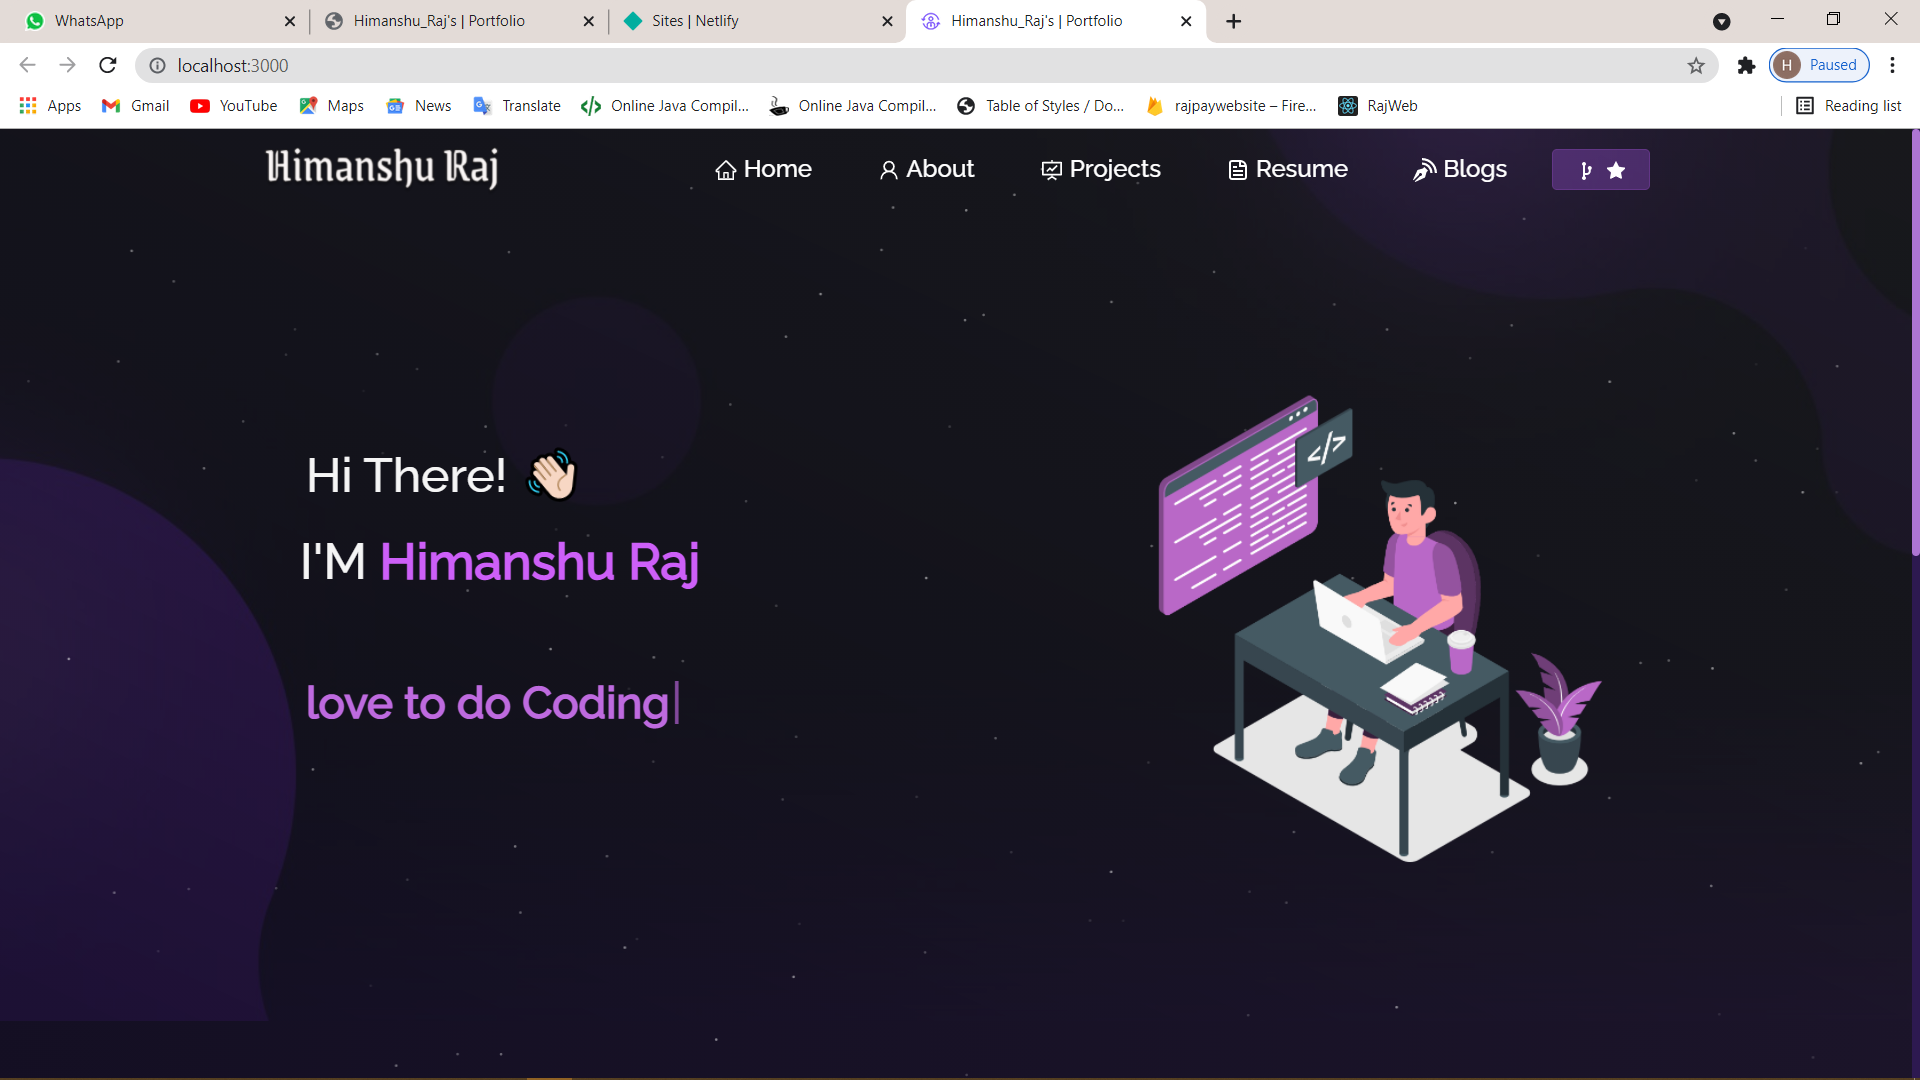 WhatsApp
Himanshu_Raj's | Portfolio
Sites | Netlify
Himanshu_Raj's | Portfolio
localhost:3000
H Paused
Apps
Gmail
YouTube
Maps
News
Translate
Online Java Compil...
Online Java Compil...
Table of Styles / Do...
rajpaywebsite – Fire...
RajWeb
Reading list
Himanshu Raj
Home
About
Projects
Resume
Blogs
</>
Hi There! 👋🏻
I'M Himanshu Raj
love to do Coding|